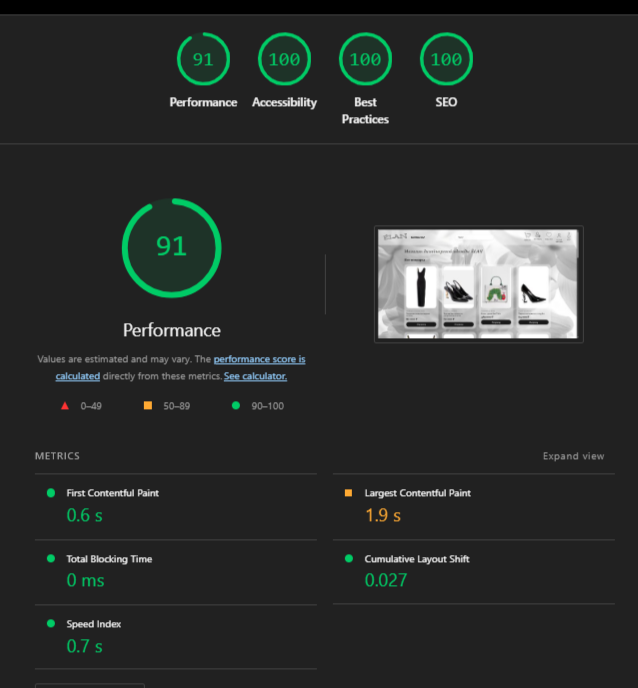 91
100
100
100
Performance
Accessibility
Best
Practices
SEO
91
Performance
Values are estimated and may vary. The performance score is
calculated directly from these metrics. See calculator.
0–49
50–89
90–100
ELAN
METRICS
Expand view
First Contentful Paint
0.6 s
Largest Contentful Paint
1.9 s
Total Blocking Time
0 ms
Cumulative Layout Shift
0.027
Speed Index
0.7 s